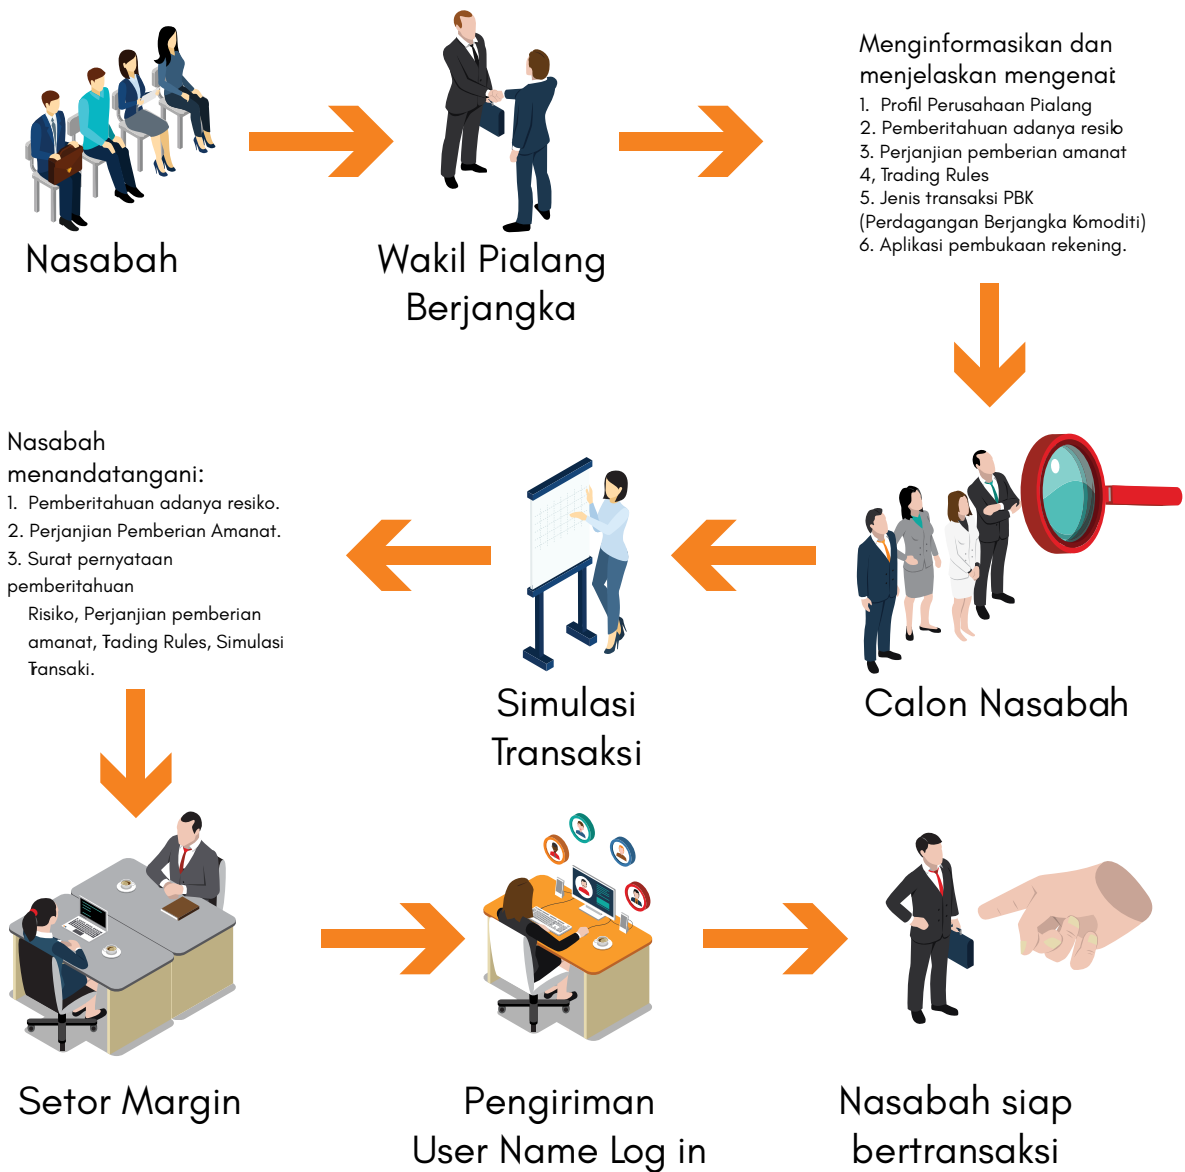 Nasabah
Wakil Pialang
Berjangka
Menginformasikan dan
menjelaskan mengenai:
1. Profil Perusahaan Pialang
2. Pemberitahuan adanya resiko
3. Perjanjian pemberian amanat
4, Trading Rules
5. Jenis transaksi PBK
(Perdagangan Berjangka Komoditi)
6. Aplikasi pembukaan rekening.
Calon Nasabah
Simulasi
Transaksi
Nasabah
menandatangani:
1. Pemberitahuan adanya resiko.
2. Perjanjian Pemberian Amanat.
3. Surat pernyataan
pemberitahuan
Risiko, Perjanjian pemberian
amanat, Trading Rules, Simulasi
Transaki.
Setor Margin
Pengiriman
User Name Log in
Nasabah siap
bertransaksi